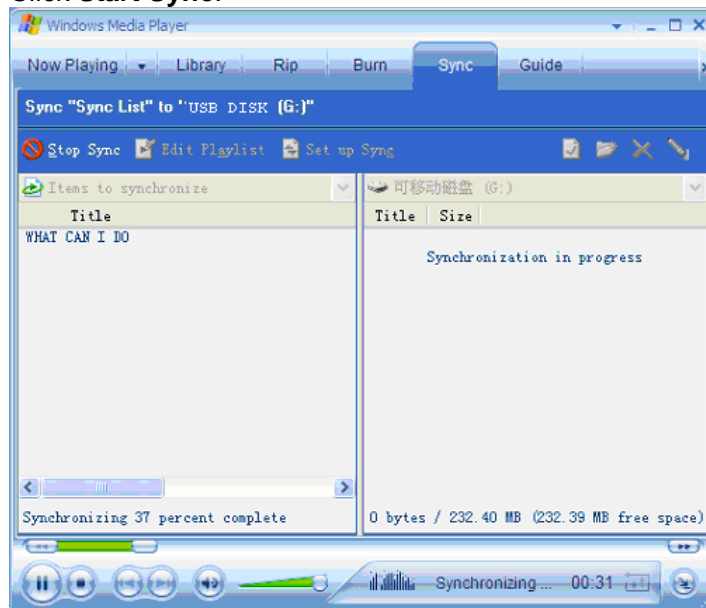 Click Start Sync.
Windows Media Player
Now Playing Library Rip Burn Sync Guide
Sync "Sync List" to "USB DISK (G:)"
Stop Sync Edit Playlist Set up Sync
Items to synchronize
可移动磁盘 (G:)
Title
Title Size
WHAT CAN I DO
Synchronization in progress
Synchronizing 37 percent complete
0 bytes / 232.40 MB (232.39 MB free space)
Synchronizing ... 00:31